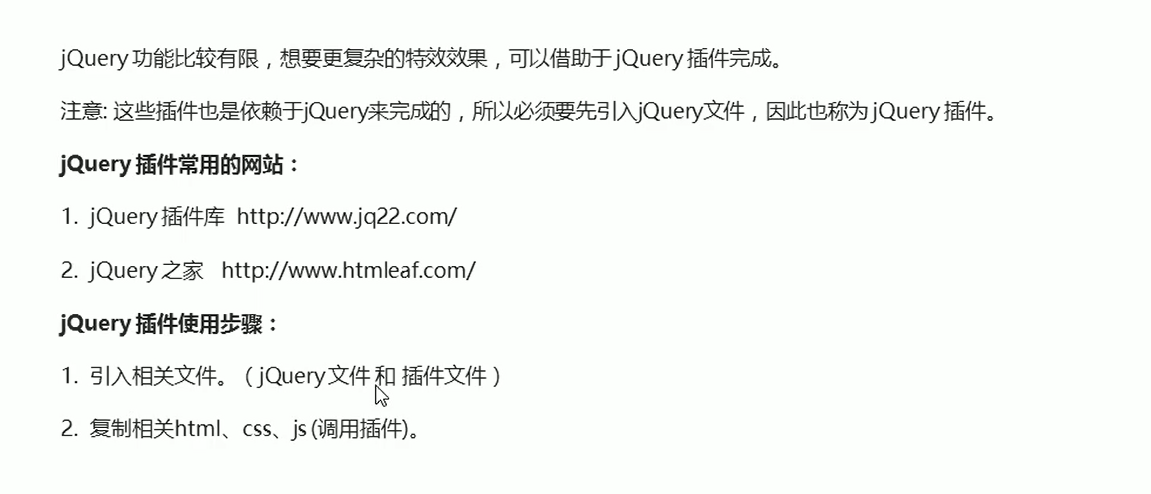 jQuery 功能比较有限，想要更复杂的特效效果，可以借助于 jQuery 插件完成。
注意: 这些插件也是依赖于jQuery来完成的，所以必须要先引入jQuery文件，因此也称为 jQuery 插件。
jQuery 插件常用的网站：
1. jQuery 插件库 http://www.jq22.com/
2. jQuery 之家 http://www.htmleaf.com/
jQuery 插件使用步骤：
1. 引入相关文件。（jQuery 文件 和 插件文件）
2. 复制相关html、css、js (调用插件)。